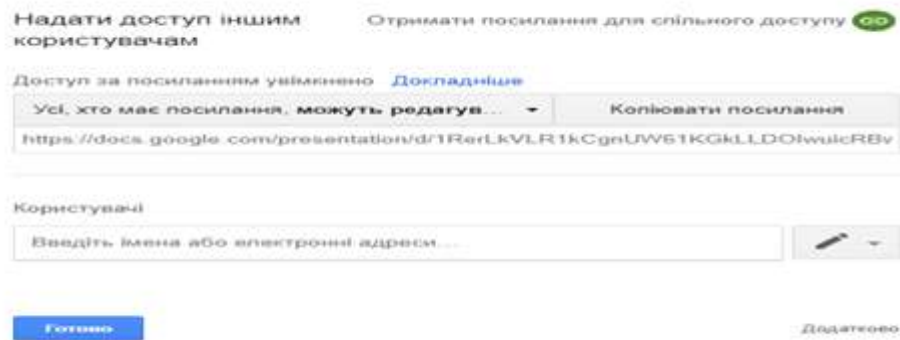 Надати доступ іншим
користувачам
Отримати посилання для спільного доступу
Доступ за посиланням увімкнено Докладніше
Усі, хто має посилання, можуть редагув...
Копіювати посилання
https://docs.google.com/presentation/d/1RerLkVLR1kCgnUW61KGkLLDOIwuicRBv
Користувачі
Введіть імена або електронні адреси...
Готово
Додатково